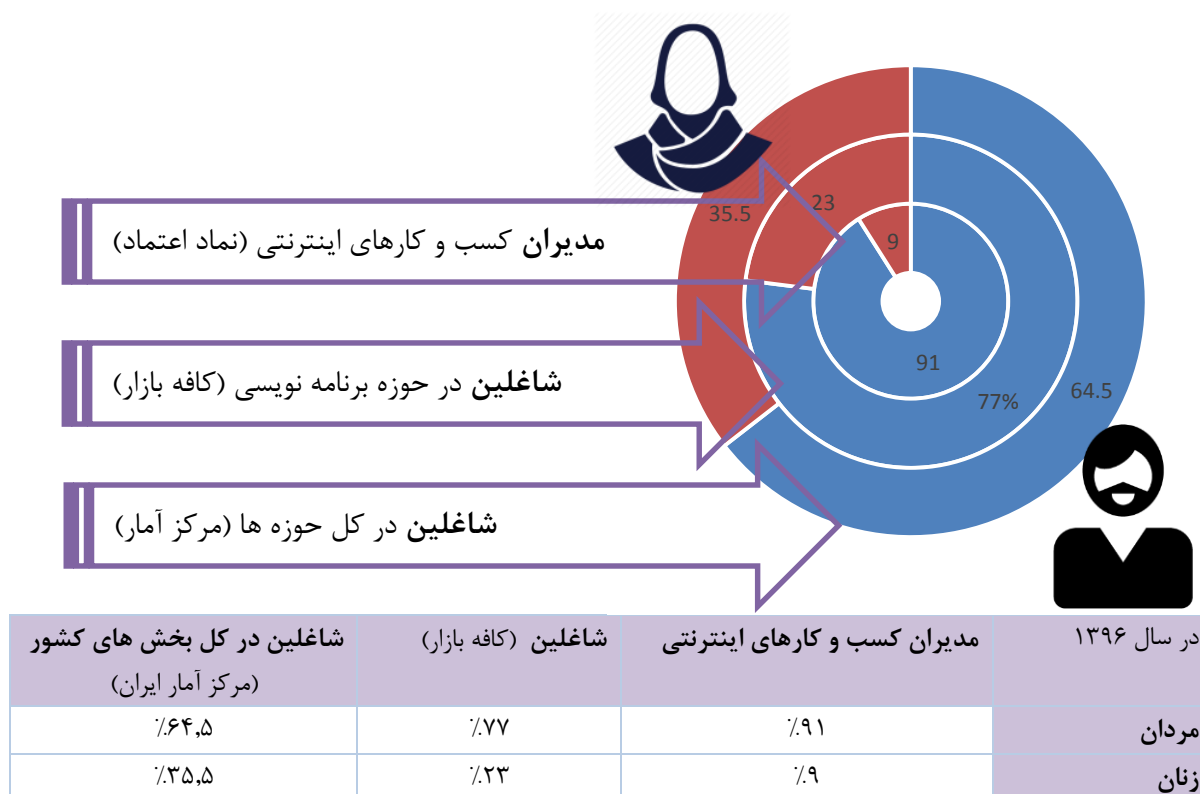 35.5
23
9
مدیران کسب و کارهای اینترنتی (نماد اعتماد)
شاغلین در حوزه برنامه نویسی (کافه بازار)
91
77%
64.5
شاغلین در کل حوزه ها (مرکز آمار)
در سال ۱۳۹۶ مدیران کسب و کارهای اینترنتی شاغلین (کافه بازار) شاغلین در کل بخش های کشور
(مرکز آمار ایران)
مردان ٪۹۱ ٪۷۷ ٪۶۴,۵
زنان ٪۹ ٪۲۳ ٪۳۵,۵